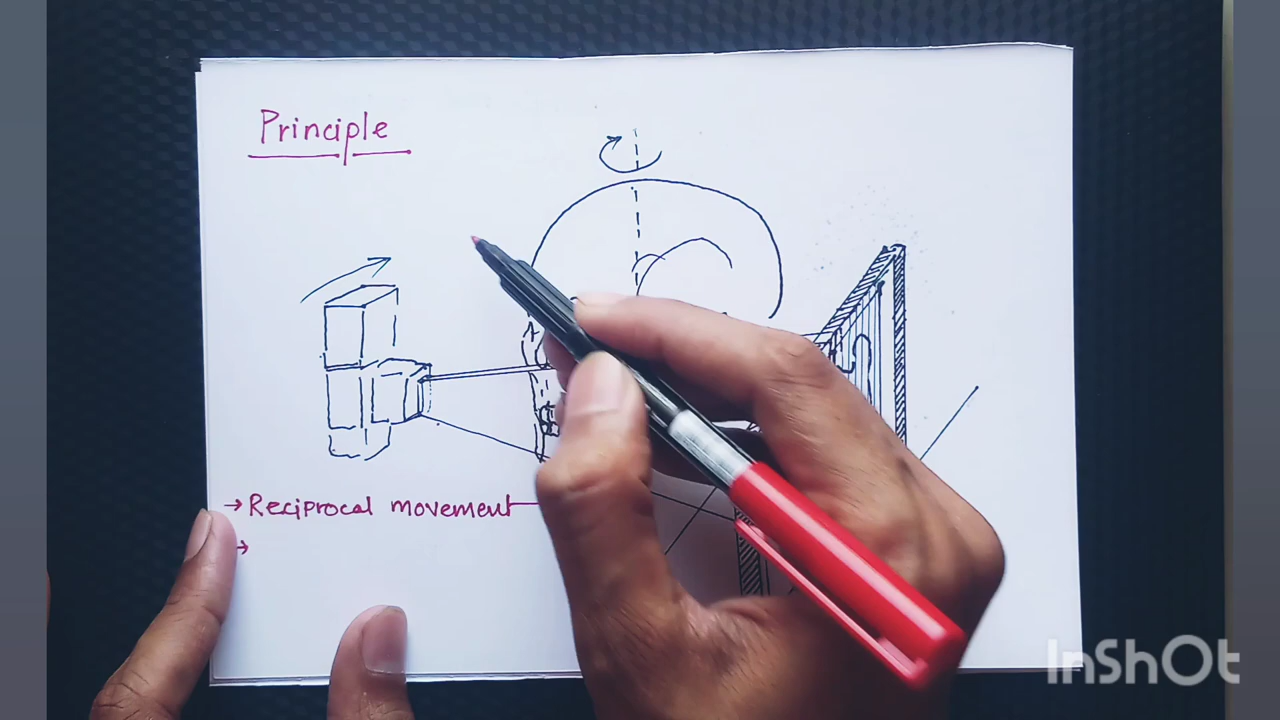 Principle
→ Reciprocal movement
→
InShOt